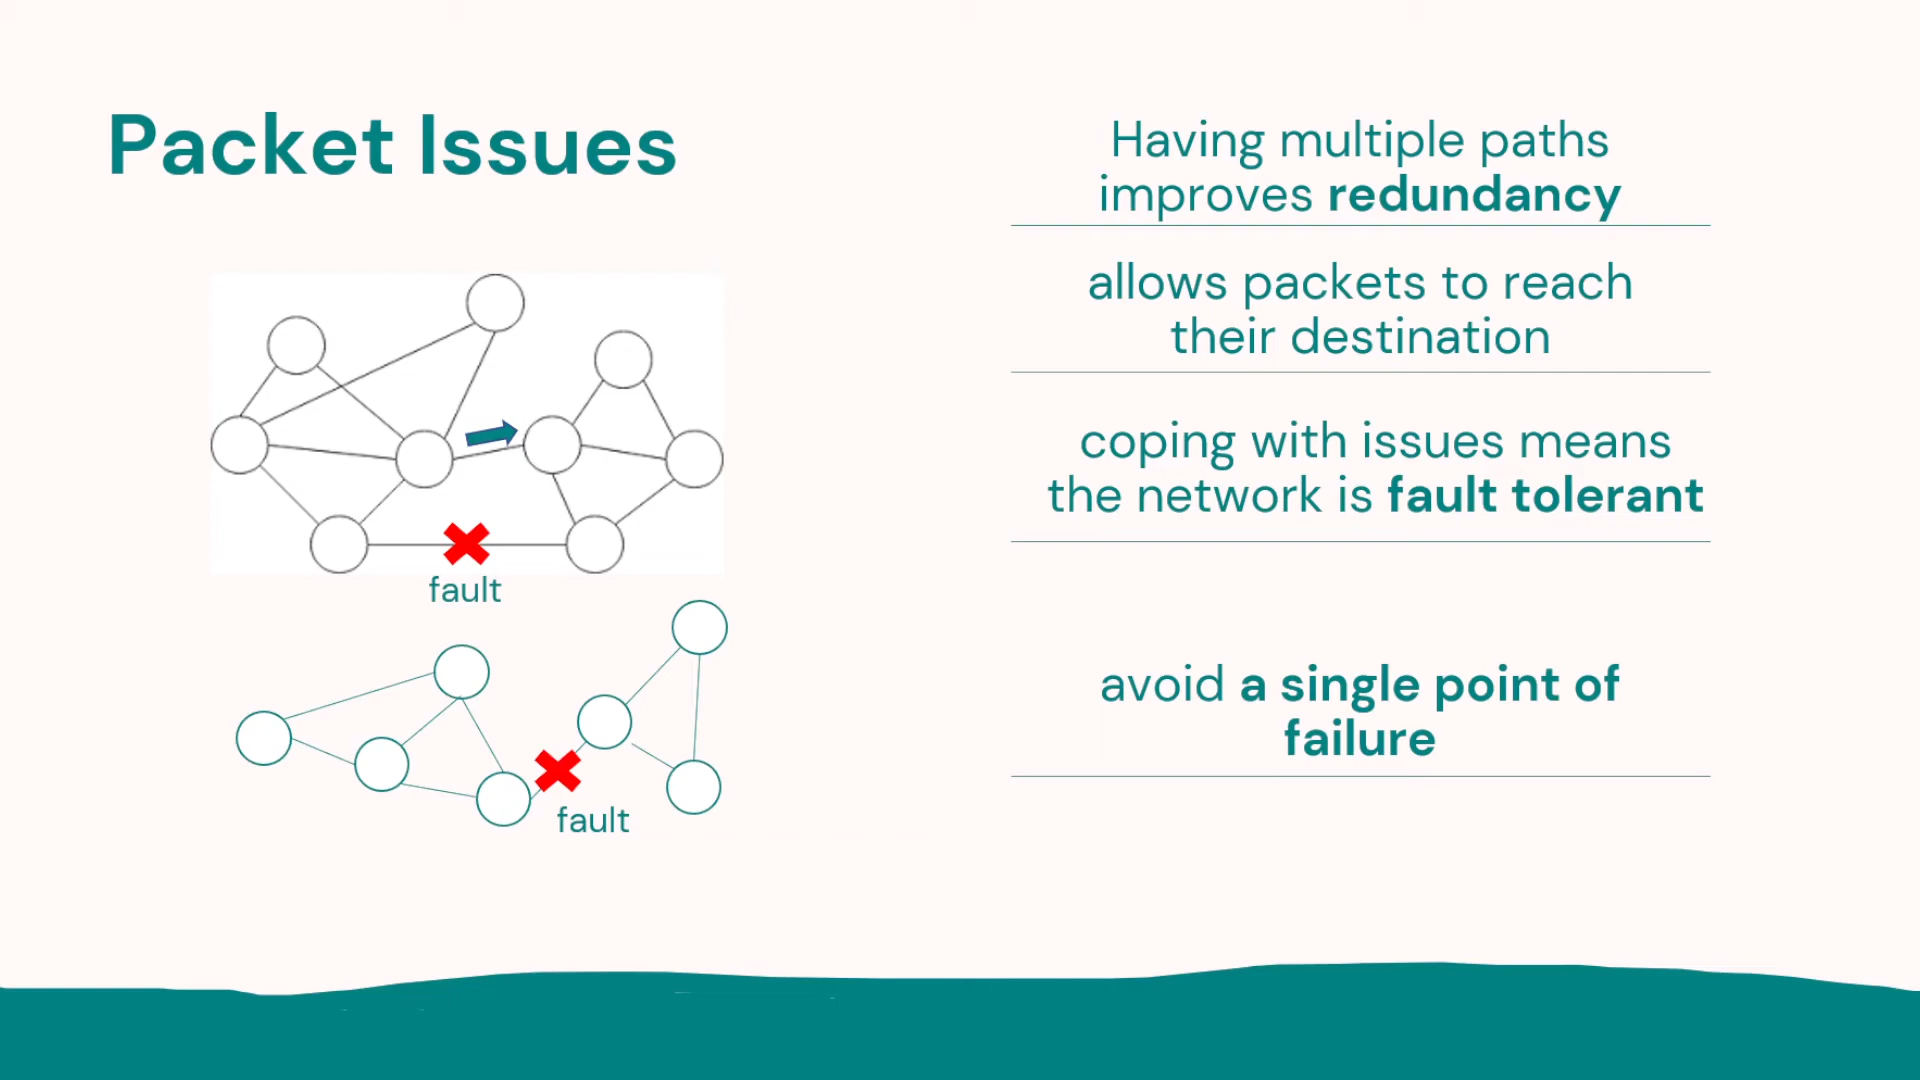 Packet Issues
fault
fault
Having multiple paths
improves redundancy
allows packets to reach
their destination
coping with issues means
the network is fault tolerant
avoid a single point of
failure